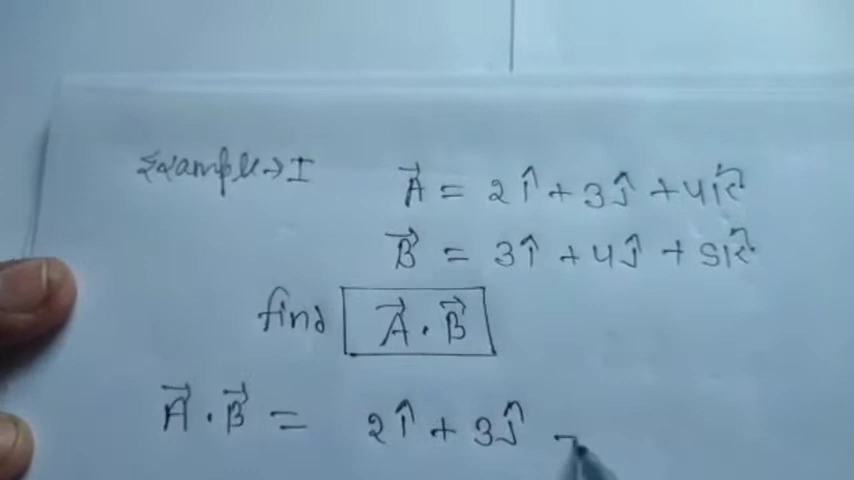 Example→I
A⃗ = 2î + 3ĵ + 4k̂
B⃗ = 3î + 4ĵ + 5k̂
find A⃗ . B⃗
A⃗ . B⃗ = 2î + 3ĵ